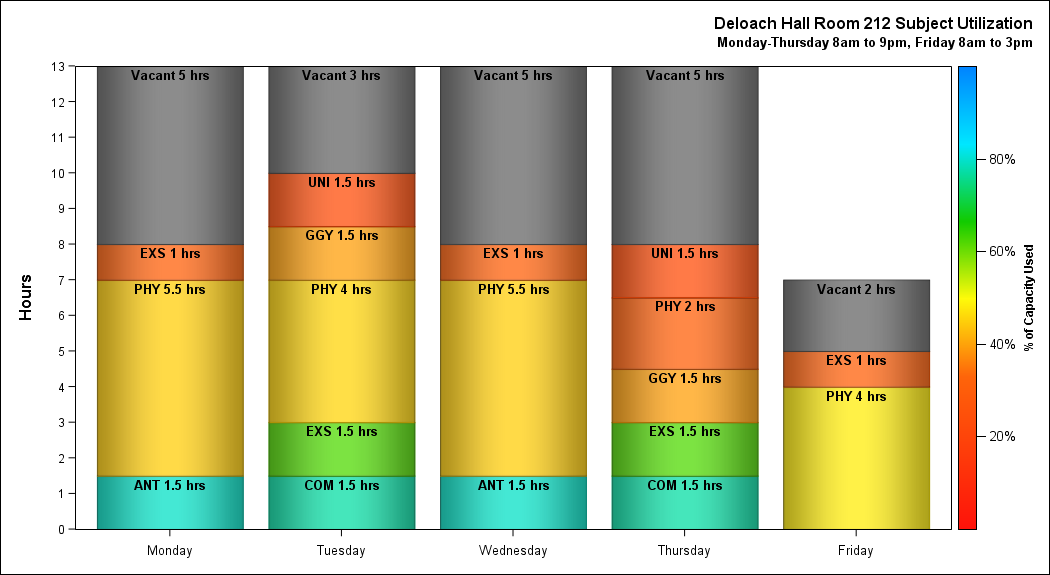 Deloach Hall Room 212 Subject Utilization
Monday-Thursday 8am to 9pm, Friday 8am to 3pm
Hours
13
12
11
10
9
8
7
6
5
4
3
2
1
0
Vacant 5 hrs
EXS 1 hrs
PHY 5.5 hrs
ANT 1.5 hrs
Monday
Vacant 3 hrs
UNI 1.5 hrs
GGY 1.5 hrs
PHY 4 hrs
EXS 1.5 hrs
COM 1.5 hrs
Tuesday
Vacant 5 hrs
EXS 1 hrs
PHY 5.5 hrs
ANT 1.5 hrs
Wednesday
Vacant 5 hrs
UNI 1.5 hrs
PHY 2 hrs
GGY 1.5 hrs
EXS 1.5 hrs
COM 1.5 hrs
Thursday
Vacant 2 hrs
EXS 1 hrs
PHY 4 hrs
Friday
80%
60%
40%
20%
% of Capacity Used